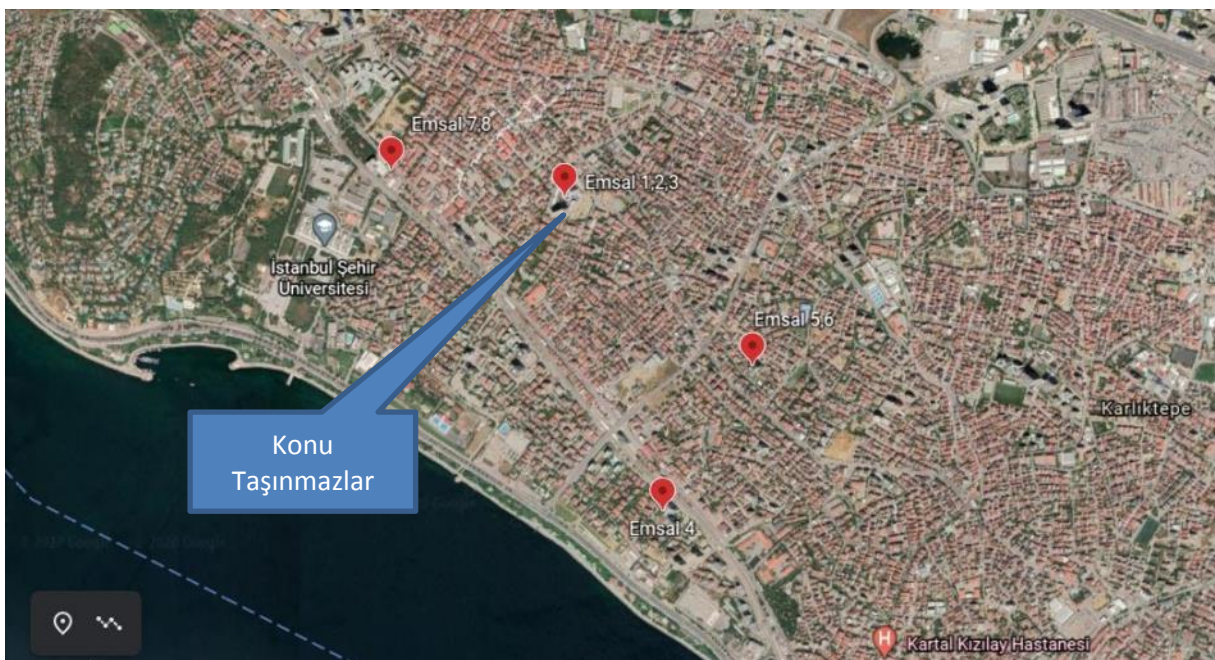 Emsal 7,8
Emsal 1,2,3
İstanbul Şehir
Üniversitesi
Emsal 5,6
Karlıktepe
Konu
Taşınmazlar
Emsal 4
H
Kartal Kızılay Hastanesi